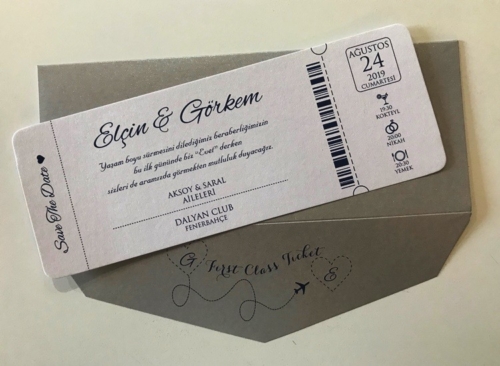 Save The Date
Elçin & Görkem
Yaşam boyu sürmesini dilediğimiz beraberliğimizin
bu ilk gününde biz "Evet" derken
sizleri de aramızda görmekten mutluluk duyacağız.
AKSOY & SARAL
AİLELERİ
DALYAN CLUB
FENERBAHÇE
AĞUSTOS
24
2019
CUMARTESİ
19:30
KOKTEYL
20:00
NİKAH
20:30
YEMEK
G First Class Ticket E